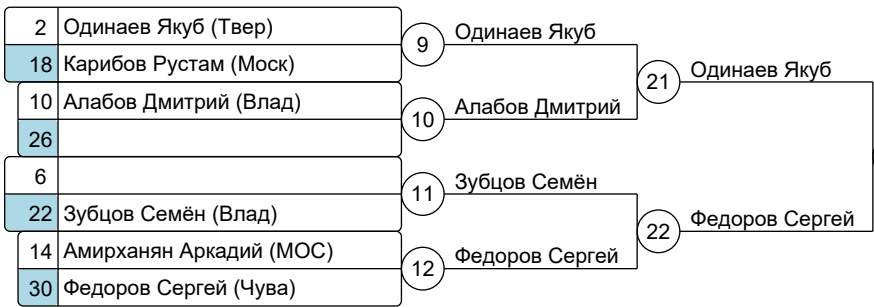 2 Одинаев Якуб (Твер)
18 Карибов Рустам (Моск)
10 Алабов Дмитрий (Влад)
26
6
22 Зубцов Семён (Влад)
14 Амирханян Аркадий (МОС)
30 Федоров Сергей (Чува)
9 Одинаев Якуб
10 Алабов Дмитрий
11 Зубцов Семён
12 Федоров Сергей
21 Одинаев Якуб
22 Федоров Сергей